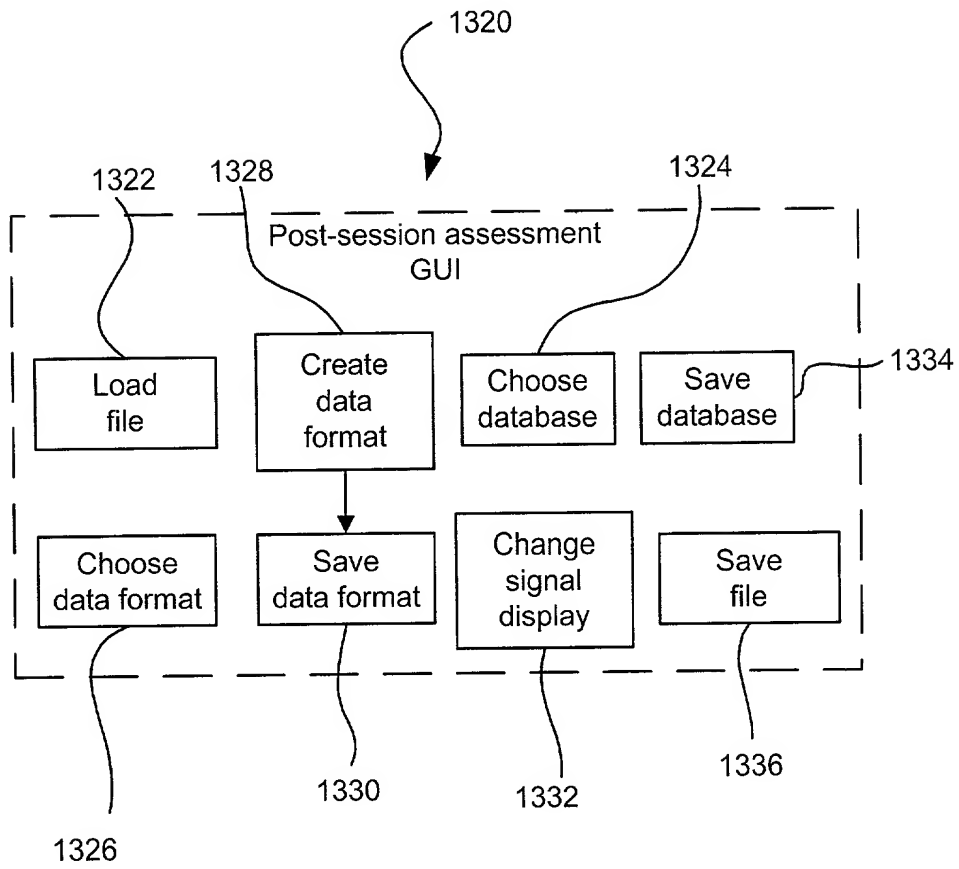 1320
1322
1328
1324
Post-session assessment
GUI
1334
Load
file
Create
data
format
Choose
database
Save
database
Choose
data format
Save
data format
Change
signal
display
Save
file
1330
1332
1336
1326